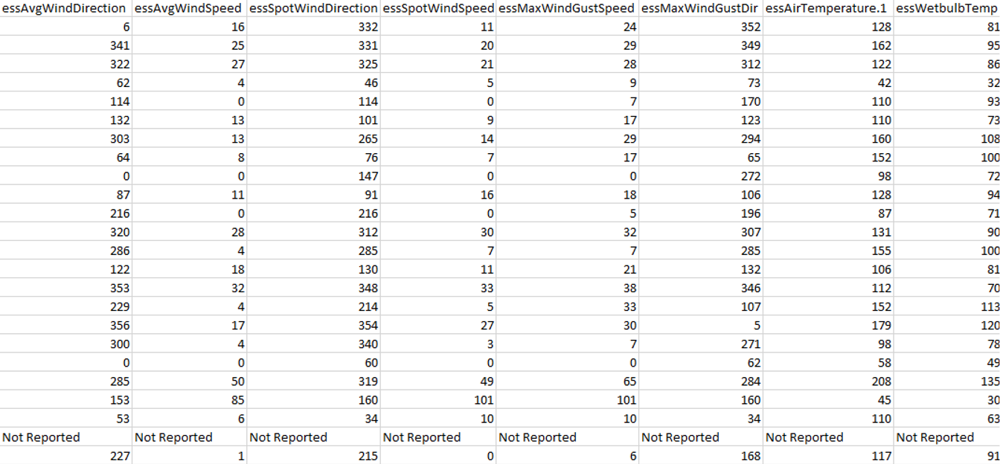 essAvgWindDirection essAvgWindSpeed essSpotWindDirection essSpotWindSpeed essMaxWindGustSpeed essMaxWindGustDir essAirTemperature.1 essWetbulbTemp
6 16 332 11 24 352 128 81
341 25 331 20 29 349 162 95
322 27 325 21 28 312 122 86
62 4 46 5 9 73 42 32
114 0 114 0 7 170 110 93
132 13 101 9 17 123 110 73
303 13 265 14 29 294 160 108
64 8 76 7 17 65 152 100
0 0 147 0 0 272 98 72
87 11 91 16 18 106 128 94
216 0 216 0 5 196 87 71
320 28 312 30 32 307 131 90
286 4 285 7 7 285 155 100
122 18 130 11 21 132 106 81
353 32 348 33 38 346 112 70
229 4 214 5 33 107 152 113
356 17 354 27 30 5 179 120
300 4 340 3 7 271 98 78
0 0 60 0 0 62 58 49
285 50 319 49 65 284 208 135
153 85 160 101 101 160 45 30
53 6 34 10 10 34 110 63
Not Reported Not Reported Not Reported Not Reported Not Reported Not Reported Not Reported Not Reported
227 1 215 0 6 168 117 91